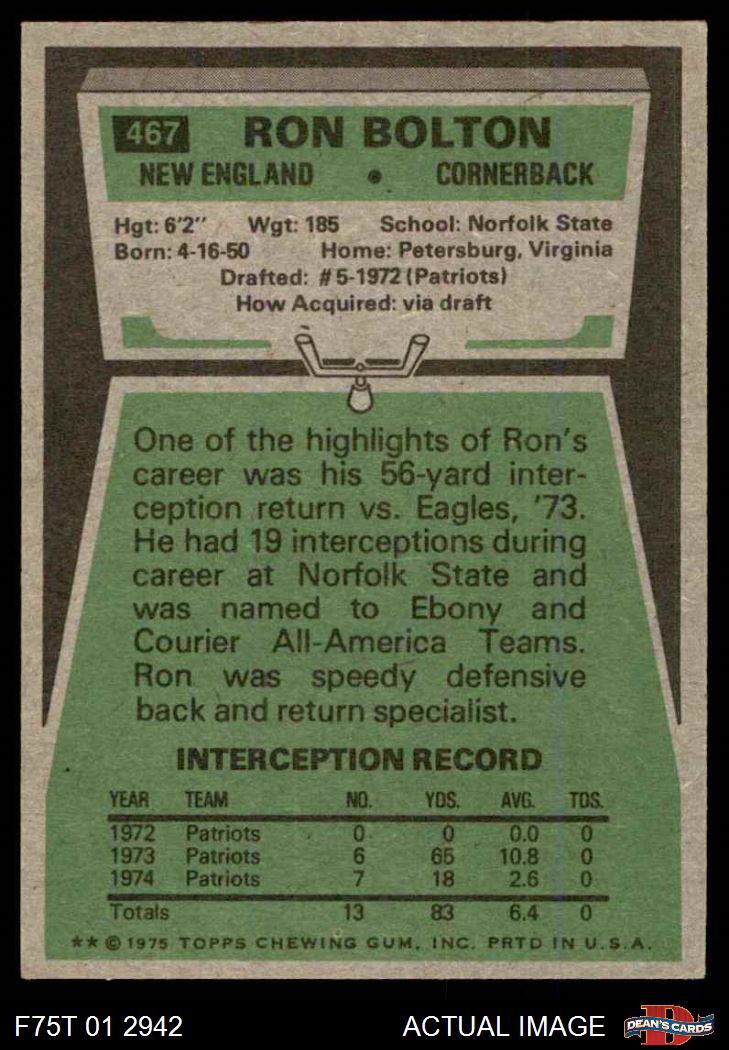 467 RON BOLTON
NEW ENGLAND • CORNERBACK
Hgt: 6'2" Wgt: 185 School: Norfolk State
Born: 4-16-50 Home: Petersburg, Virginia
Drafted: #5-1972 (Patriots)
How Acquired: via draft
One of the highlights of Ron's
career was his 56-yard inter-
ception return vs. Eagles, '73.
He had 19 interceptions during
career at Norfolk State and
was named to Ebony and
Courier All-America Teams.
Ron was speedy defensive
back and return specialist.
INTERCEPTION RECORD
YEAR TEAM NO. YDS. AVG. TDS.
1972 Patriots 0 0 0.0 0
1973 Patriots 6 65 10.8 0
1974 Patriots 7 18 2.6 0
Totals 13 83 6.4 0
** © 1975 TOPPS CHEWING GUM, INC. PRTD IN U.S.A.
F75T 01 2942 ACTUAL IMAGE D DEAN'S CARDS